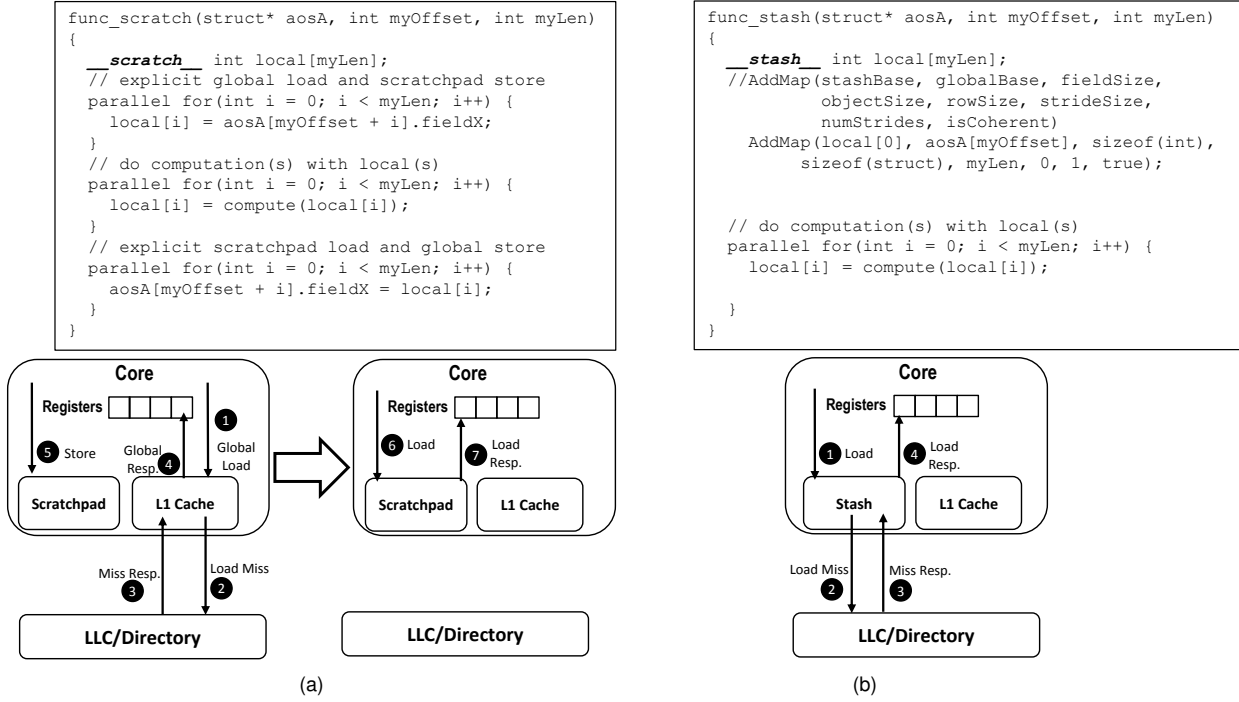 func_scratch(struct* aosA, int myOffset, int myLen)
{
__scratch__ int local[myLen];
// explicit global load and scratchpad store
parallel for(int i = 0; i < myLen; i++) {
local[i] = aosA[myOffset + i].fieldX;
}
// do computation(s) with local(s)
parallel for(int i = 0; i < myLen; i++) {
local[i] = compute(local[i]);
}
// explicit scratchpad load and global store
parallel for(int i = 0; i < myLen; i++) {
aosA[myOffset + i].fieldX = local[i];
}
}
Core
Registers
1
5 Store
Global
Resp. 4
Global
Load
Scratchpad
L1 Cache
Miss Resp.
3
Load Miss
2
LLC/Directory
Core
Registers
6 Load
7 Load
Resp.
Scratchpad
L1 Cache
LLC/Directory
(a)
func_stash(struct* aosA, int myOffset, int myLen)
{
__stash__ int local[myLen];
//AddMap(stashBase, globalBase, fieldSize,
objectSize, rowSize, strideSize,
numStrides, isCoherent)
AddMap(local[0], aosA[myOffset], sizeof(int),
sizeof(struct), myLen, 0, 1, true);
// do computation(s) with local(s)
parallel for(int i = 0; i < myLen; i++) {
local[i] = compute(local[i]);
}
}
Core
Registers
1 Load
4 Load
Resp.
Stash
L1 Cache
Load Miss
2
Miss Resp.
3
LLC/Directory
(b)